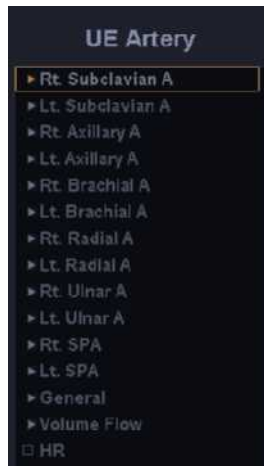 UE Artery
Rt. Subclavian A
Lt. Subclavian A
Rt. Axillary A
Lt. Axillary A
Rt. Brachial A
Lt. Brachial A
Rt. Radial A
Lt. Radial A
Rt. Ulnar A
Lt. Ulnar A
Rt. SPA
Lt. SPA
General
Volume Flow
HR